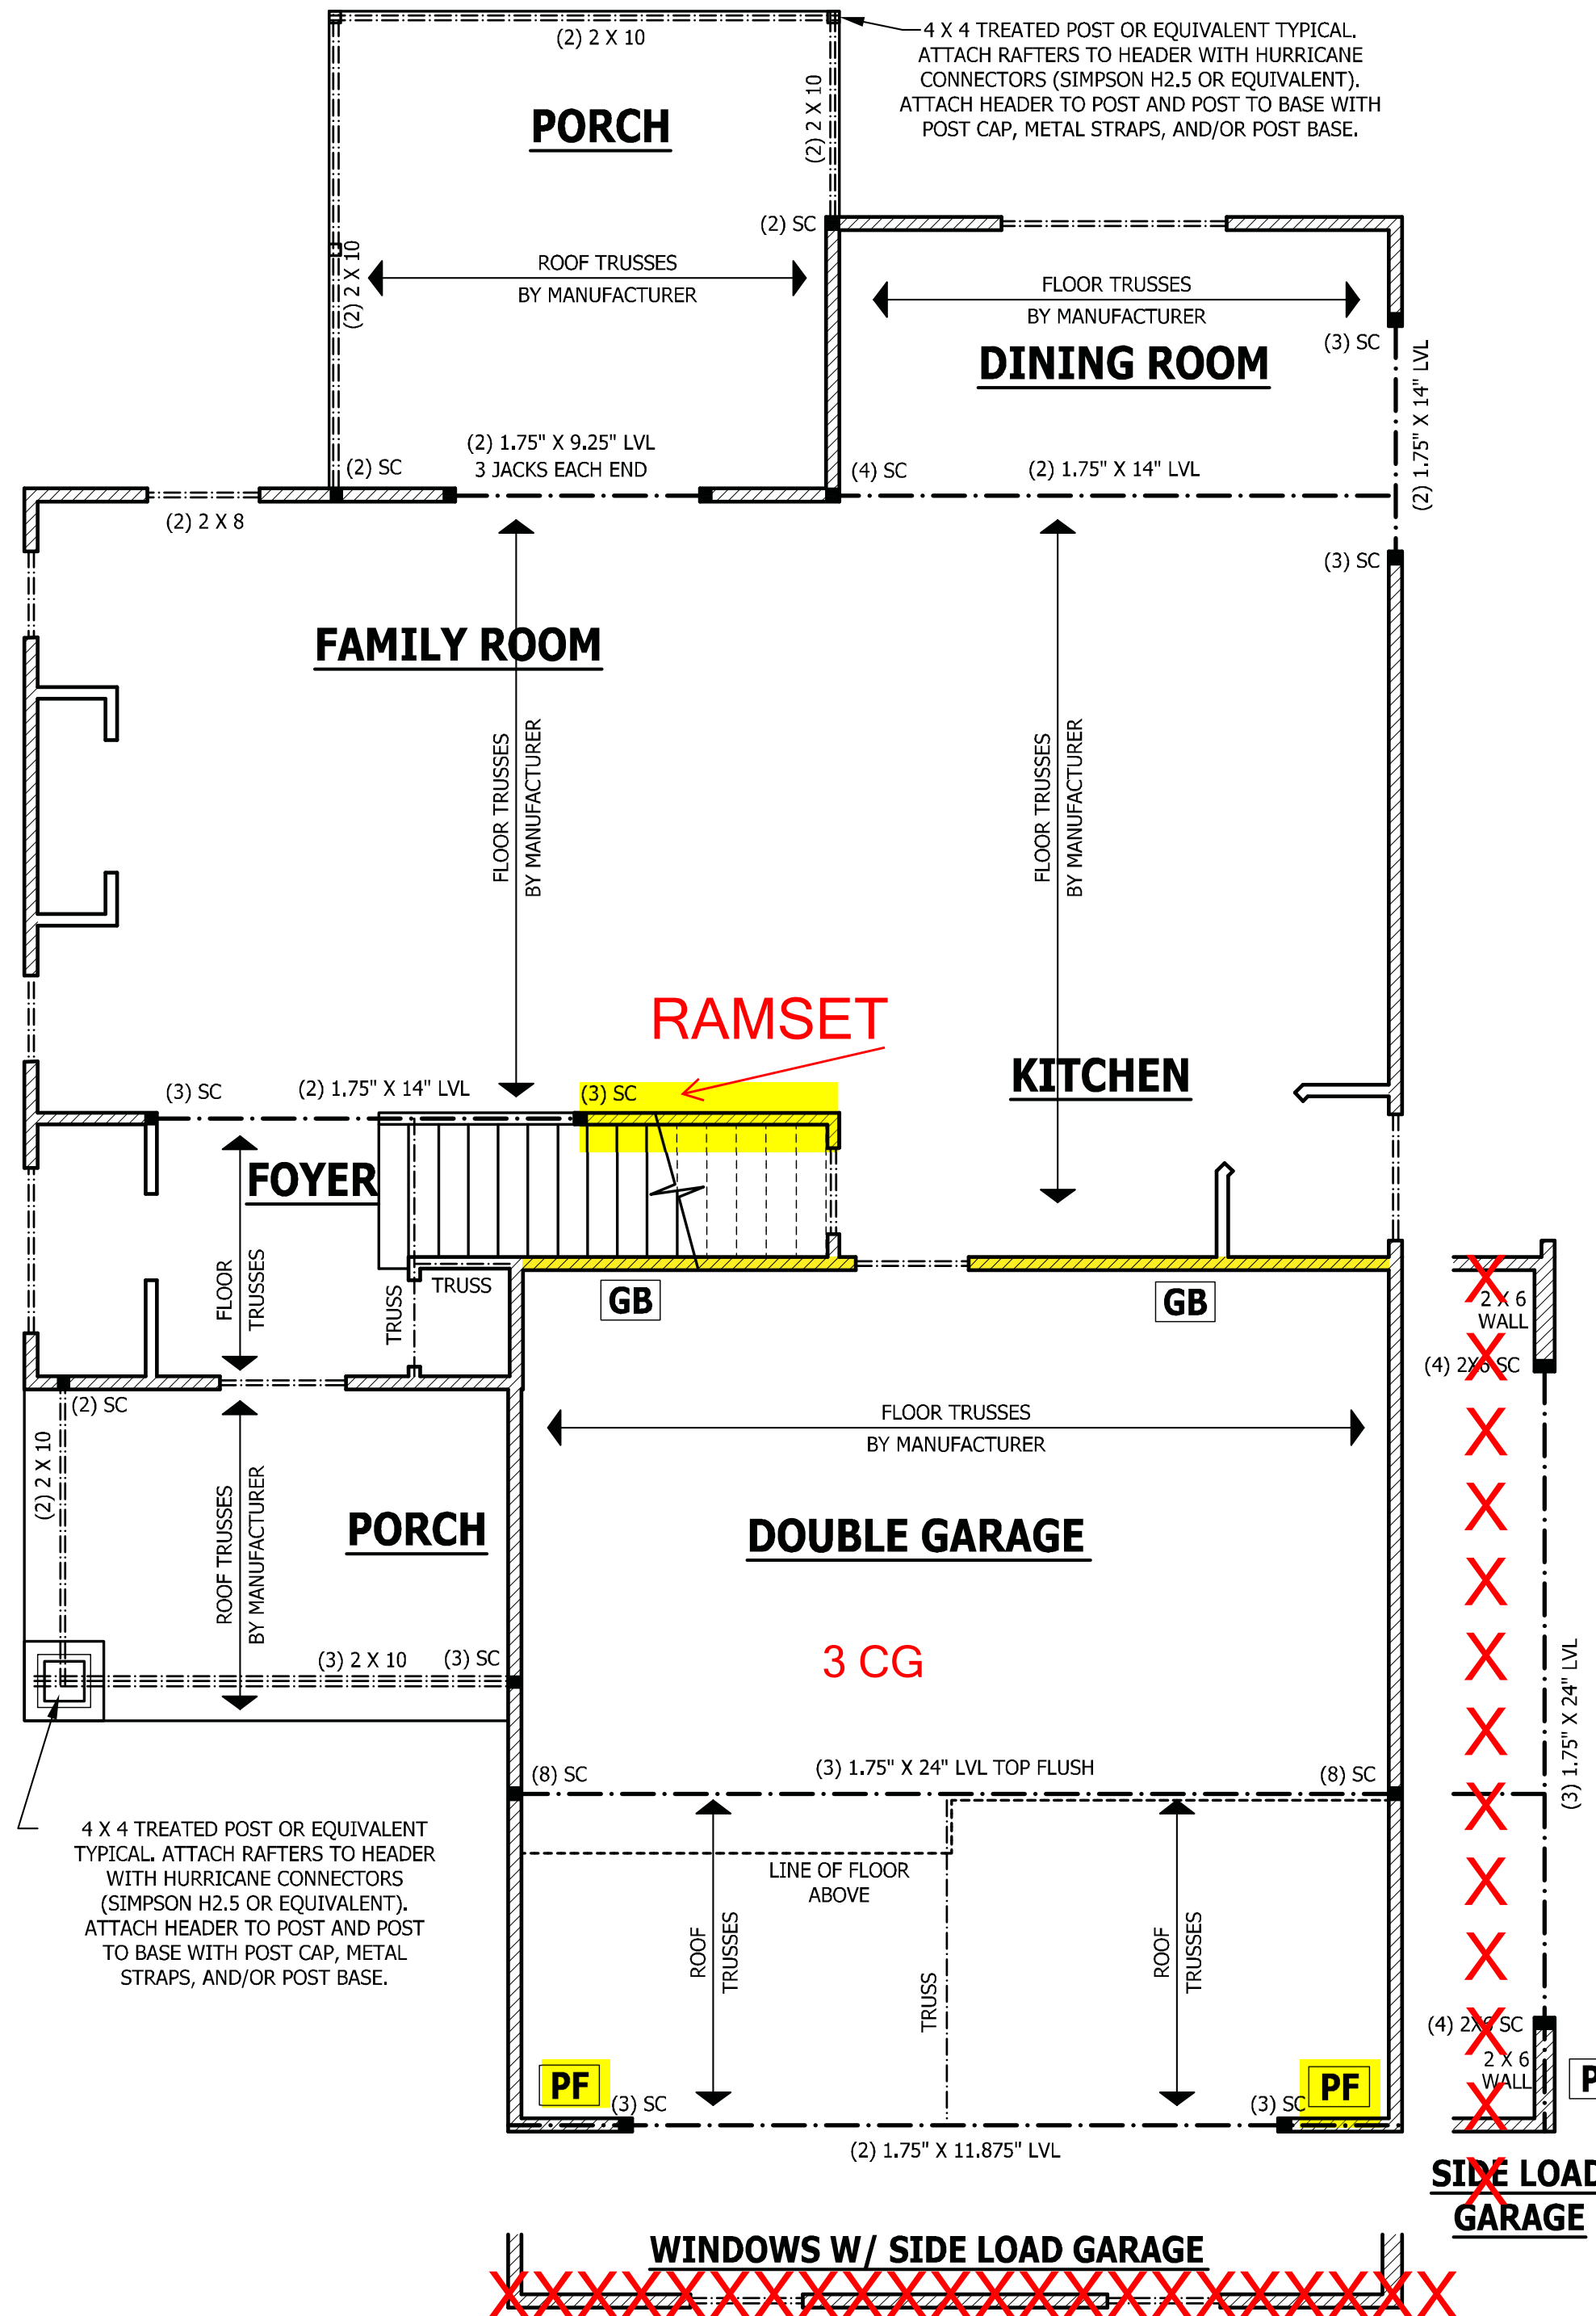 (2) 2 X 10
4 X 4 TREATED POST OR EQUIVALENT TYPICAL.
ATTACH RAFTERS TO HEADER WITH HURRICANE
CONNECTORS (SIMPSON H2.5 OR EQUIVALENT).
ATTACH HEADER TO POST AND POST TO BASE WITH
POST CAP, METAL STRAPS, AND/OR POST BASE.
PORCH
(2) 2 X 10
(2) SC
(2) 2 X 10
ROOF TRUSSES
BY MANUFACTURER
FLOOR TRUSSES
BY MANUFACTURER
DINING ROOM
(3) SC
(2) 1.75" X 14" LVL
(2) SC
(2) 1.75" X 9.25" LVL
3 JACKS EACH END
(4) SC
(2) 1.75" X 14" LVL
(2) 2 X 8
(3) SC
FAMILY ROOM
FLOOR TRUSSES
BY MANUFACTURER
FLOOR TRUSSES
BY MANUFACTURER
RAMSET
KITCHEN
(3) SC
(2) 1.75" X 14" LVL
(3) SC
FOYER
FLOOR
TRUSSES
TRUSS
TRUSS
GB
GB
2 X 6
WALL
(4) 2X6 SC
(2) SC
(2) 2 X 10
FLOOR TRUSSES
BY MANUFACTURER
ROOF TRUSSES
BY MANUFACTURER
PORCH
DOUBLE GARAGE
(3) 2 X 10
(3) SC
3 CG
(3) 1.75" X 24" LVL
(8) SC
(3) 1.75" X 24" LVL TOP FLUSH
(8) SC
4 X 4 TREATED POST OR EQUIVALENT
TYPICAL. ATTACH RAFTERS TO HEADER
WITH HURRICANE CONNECTORS
(SIMPSON H2.5 OR EQUIVALENT).
ATTACH HEADER TO POST AND POST
TO BASE WITH POST CAP, METAL
STRAPS, AND/OR POST BASE.
LINE OF FLOOR
ABOVE
ROOF
TRUSSES
TRUSS
ROOF
TRUSSES
(4) 2X6 SC
2 X 6
WALL
P
PF
(3) SC
(3) SC
PF
(2) 1.75" X 11.875" LVL
SIDE LOAD
GARAGE
WINDOWS W/ SIDE LOAD GARAGE
X
X
X
X
X
X
X
X
X
X
X
X
X
XXXXXXXXXXXXXXXXXXXXXX